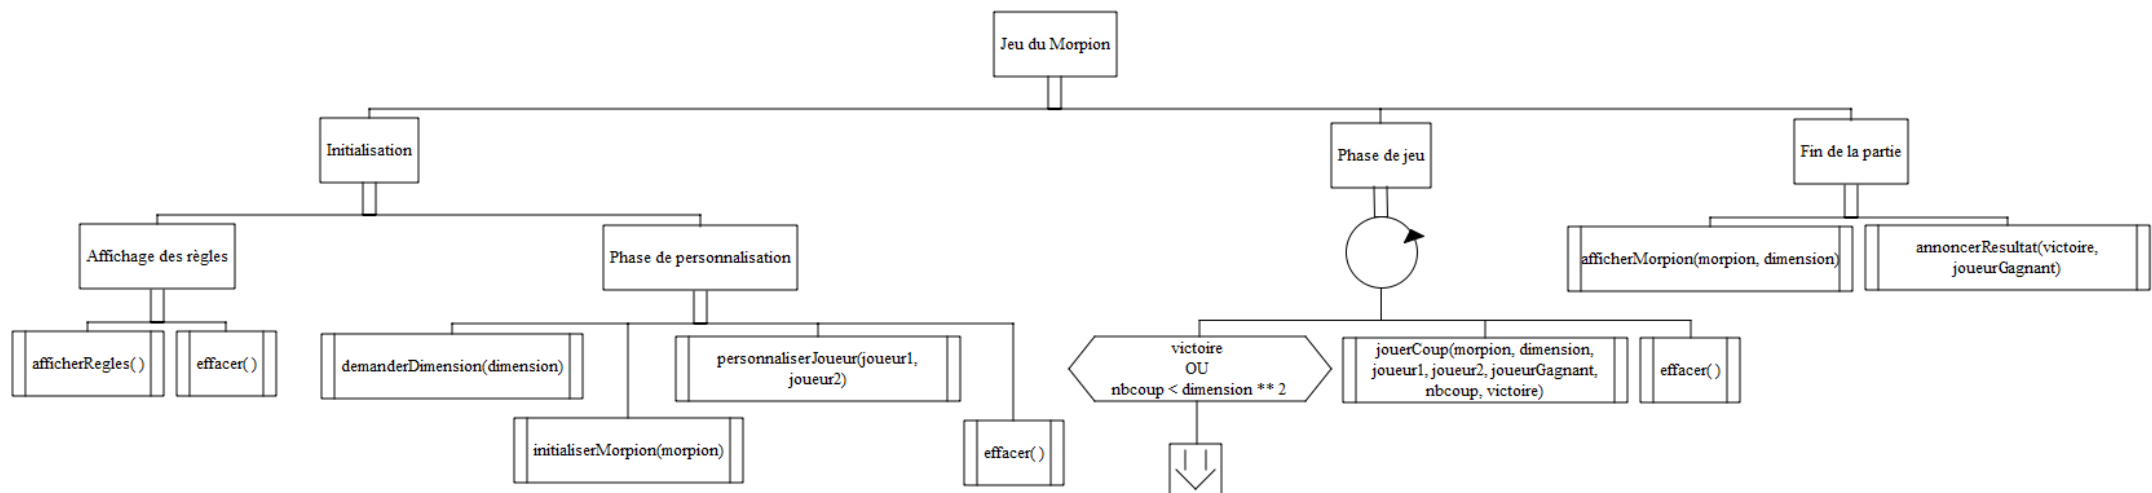 Jeu du Morpion
Initialisation
Phase de jeu
Fin de la partie
Affichage des règles
Phase de personnalisation
afficherMorpion(morpion, dimension)
annoncerResultat(victoire,
joueurGagnant)
afficherRegles( )
effacer( )
demanderDimension(dimension)
personnaliserJoueur(joueur1,
joueur2)
victoire
OU
nbcoup < dimension ** 2
jouerCoup(morpion, dimension,
joueur1, joueur2, joueurGagnant,
nbcoup, victoire)
effacer( )
initialiserMorpion(morpion)
effacer( )